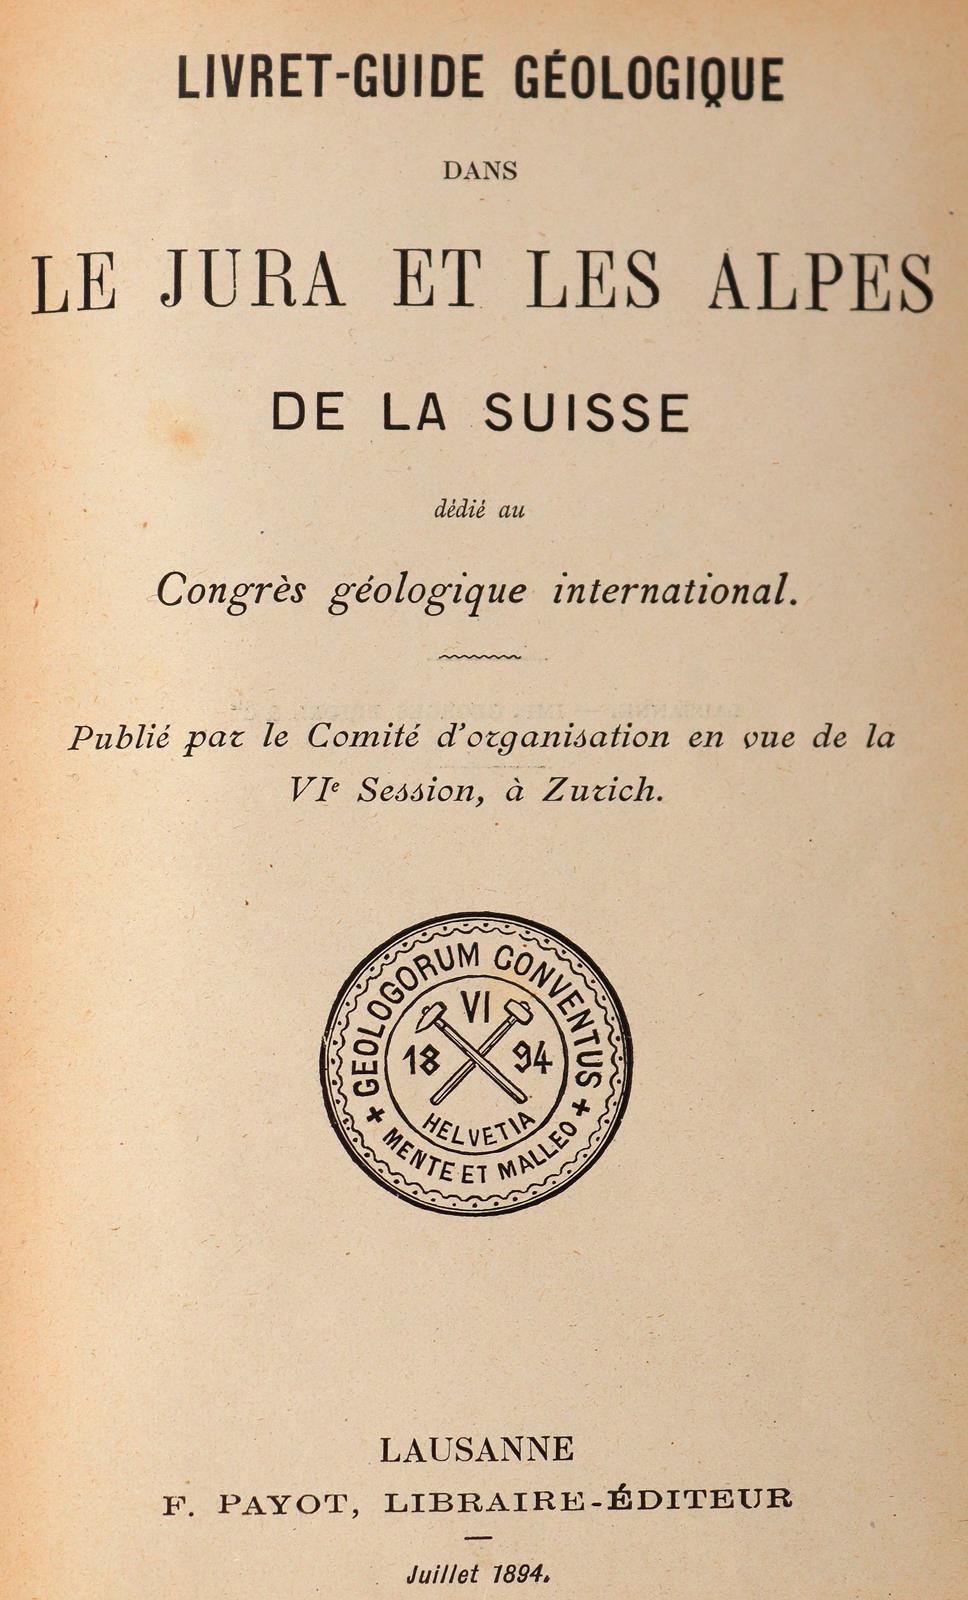 LIVRET-GUIDE GÉOLOGIQUE
DANS
LE JURA ET LES ALPES
DE LA SUISSE
dédié au
Congrès géologique international.
Publié par le Comité d'organisation en vue de la
VIe Session, à Zurich.
GEOLOGORUM CONVENTUS
VI
18 94
HELVETIA
+ MENTE ET MALLEO +
LAUSANNE
F. PAYOT, LIBRAIRE-ÉDITEUR
Juillet 1894.